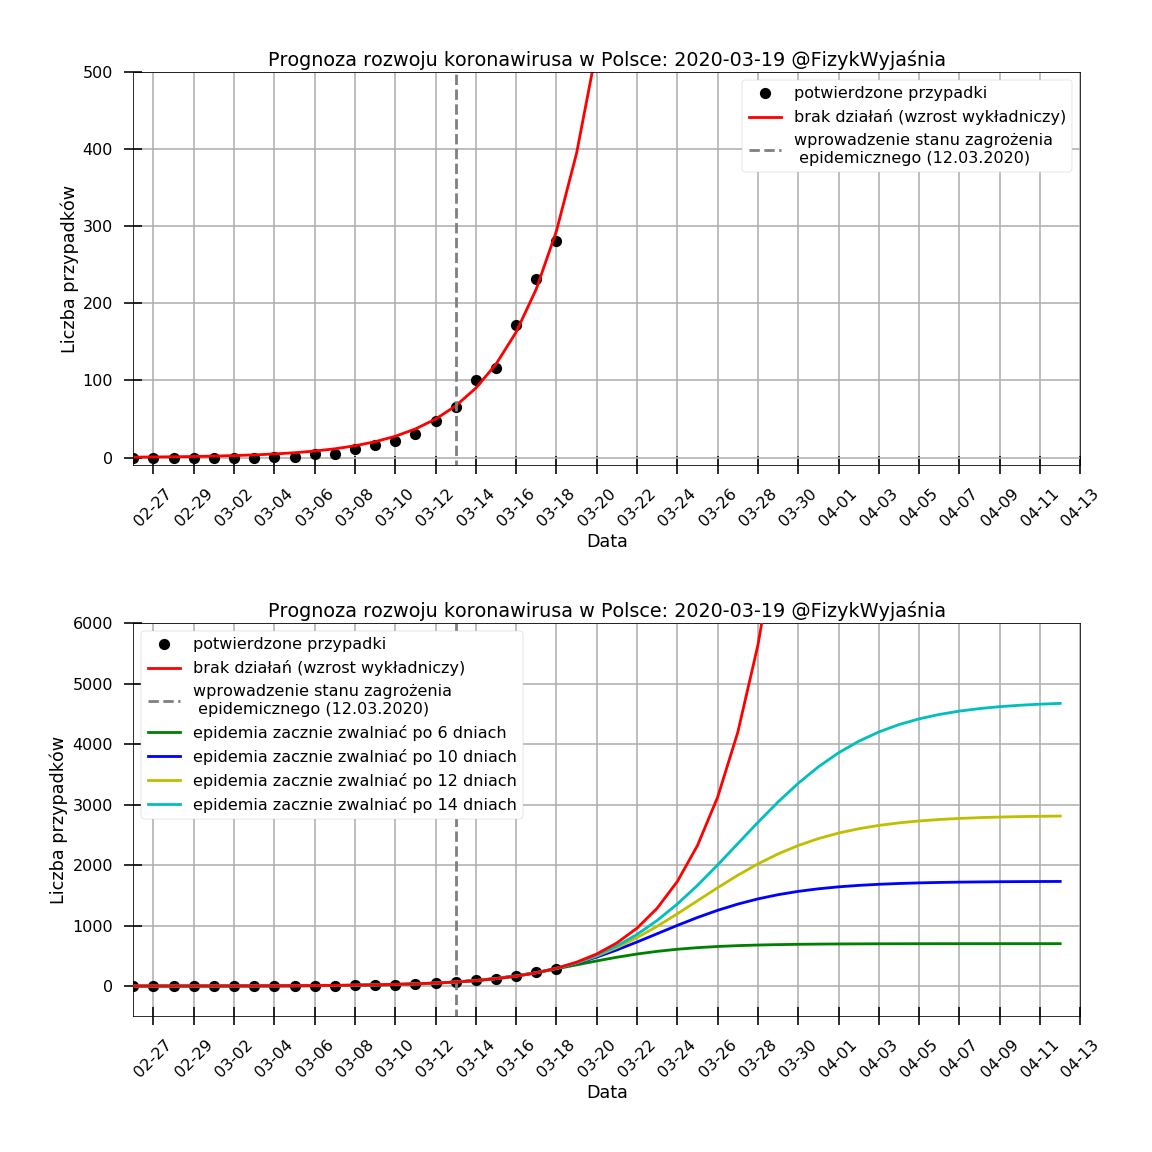 Prognoza rozwoju koronawirusa w Polsce: 2020-03-19 @FizykWyjaśnia
500
400
300
200
100
0
Liczba przypadków
potwierdzone przypadki
brak działań (wzrost wykładniczy)
wprowadzenie stanu zagrożenia
epidemicznego (12.03.2020)
02-27 02-29 03-02 03-04 03-06 03-08 03-10 03-12 03-14 03-16 03-18 03-20 03-22 03-24 03-26 03-28 03-30 04-01 04-03 04-05 04-07 04-09 04-11 04-13
Data
Prognoza rozwoju koronawirusa w Polsce: 2020-03-19 @FizykWyjaśnia
6000
5000
4000
3000
2000
1000
0
Liczba przypadków
potwierdzone przypadki
brak działań (wzrost wykładniczy)
wprowadzenie stanu zagrożenia
epidemicznego (12.03.2020)
epidemia zacznie zwalniać po 6 dniach
epidemia zacznie zwalniać po 10 dniach
epidemia zacznie zwalniać po 12 dniach
epidemia zacznie zwalniać po 14 dniach
02-27 02-29 03-02 03-04 03-06 03-08 03-10 03-12 03-14 03-16 03-18 03-20 03-22 03-24 03-26 03-28 03-30 04-01 04-03 04-05 04-07 04-09 04-11 04-13
Data